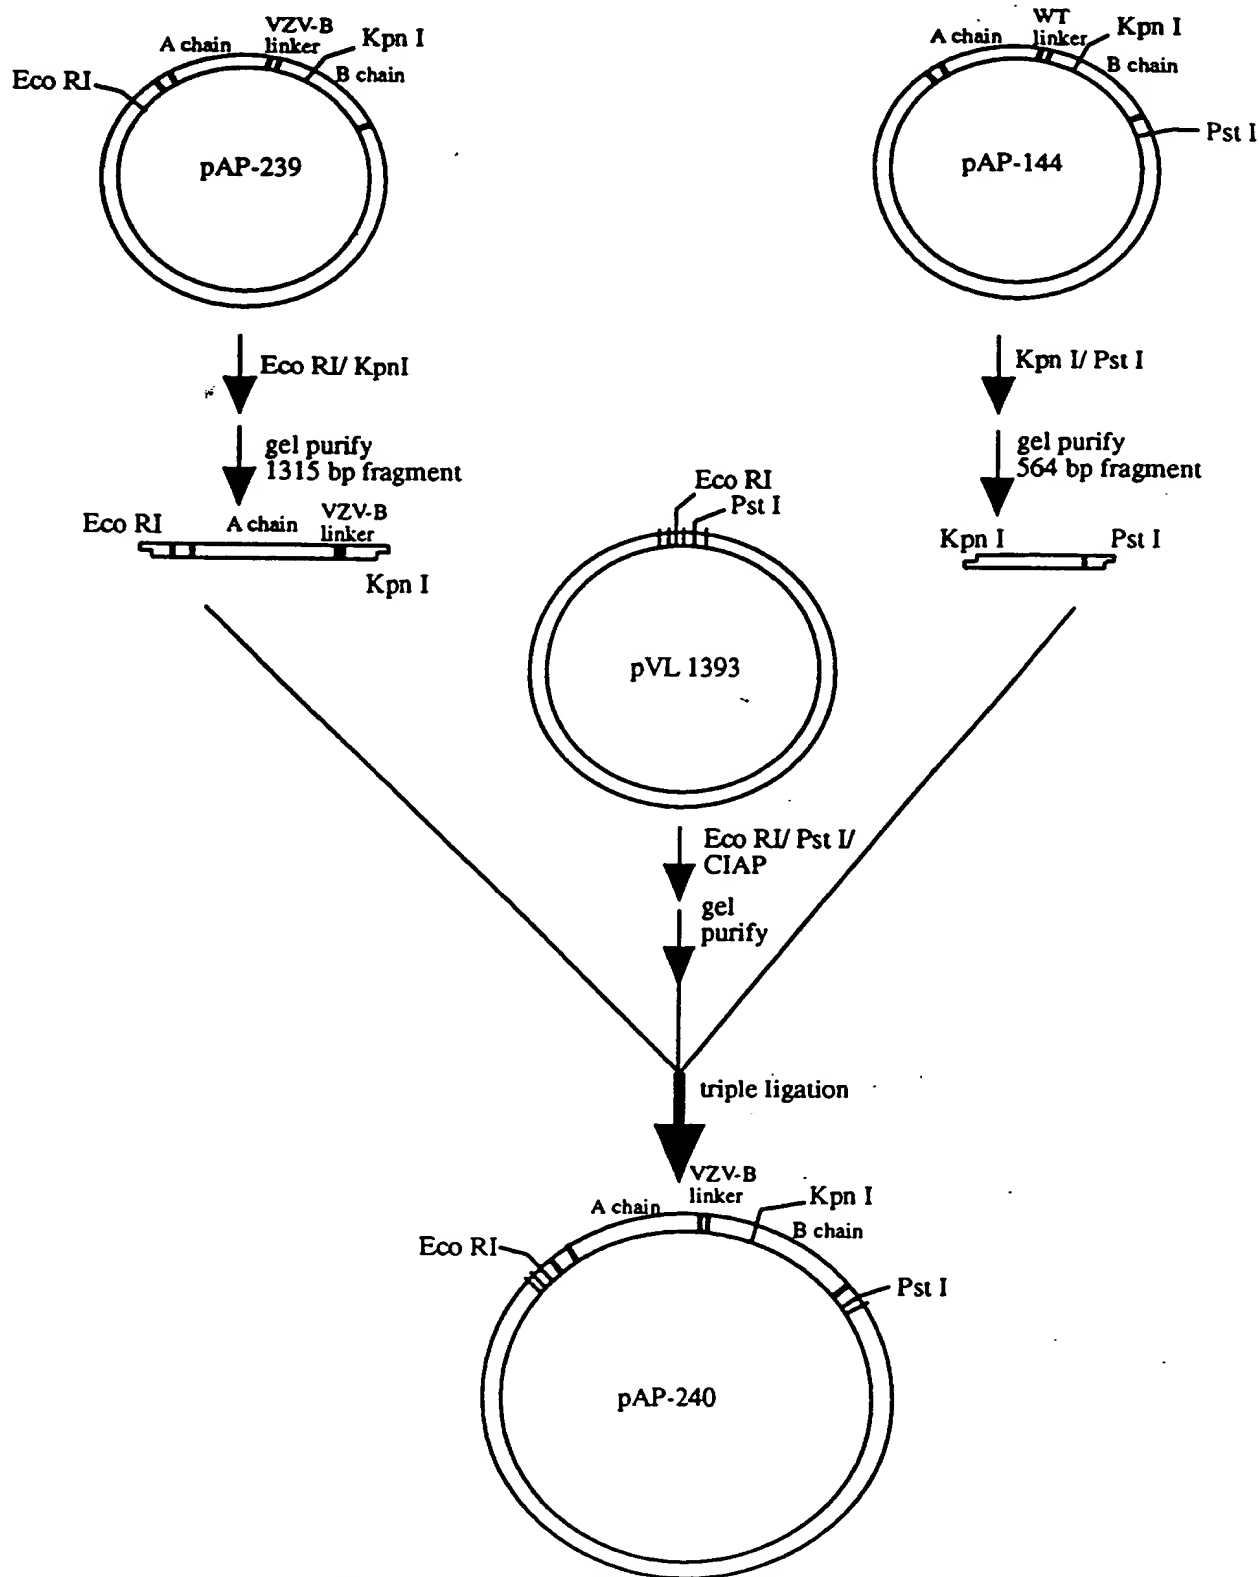 A chain
VZV-B
linker
Kpn I
B chain
Eco RI
pAP-239
A chain
WT
linker
Kpn I
B chain
Pst I
pAP-144
Eco RI/ KpnI
gel purify
1315 bp fragment
Kpn I/ Pst I
gel purify
564 bp fragment
Eco RI
A chain
VZV-B
linker
Kpn I
Eco RI
Pst I
Kpn I
Pst I
pVL 1393
Eco RI/ Pst I/
CIAP
gel
purify
triple ligation
VZV-B
linker
A chain
Kpn I
B chain
Eco RI
Pst I
pAP-240